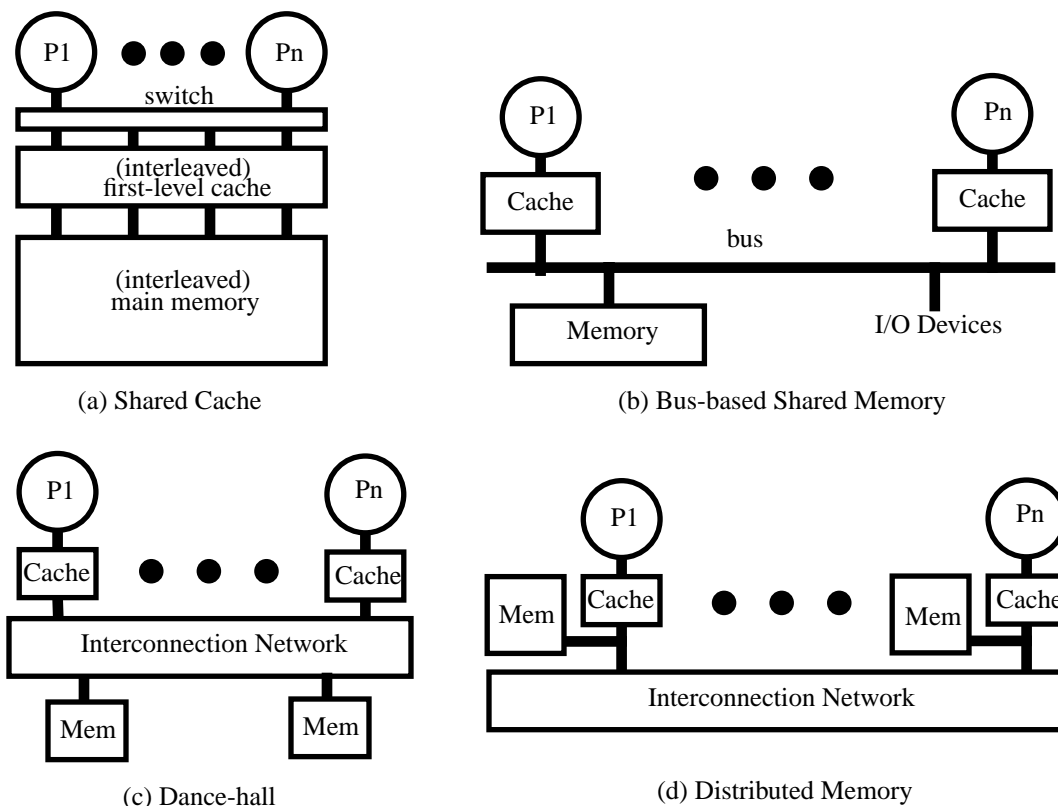 P1
Pn
switch
(interleaved)
first-level cache
(interleaved)
main memory
(a) Shared Cache
P1
Pn
Cache
Cache
bus
Memory
I/O Devices
(b) Bus-based Shared Memory
P1
Pn
Cache
Cache
Interconnection Network
Mem
Mem
(c) Dance-hall
P1
Pn
Mem
Cache
Mem
Cache
Interconnection Network
(d) Distributed Memory